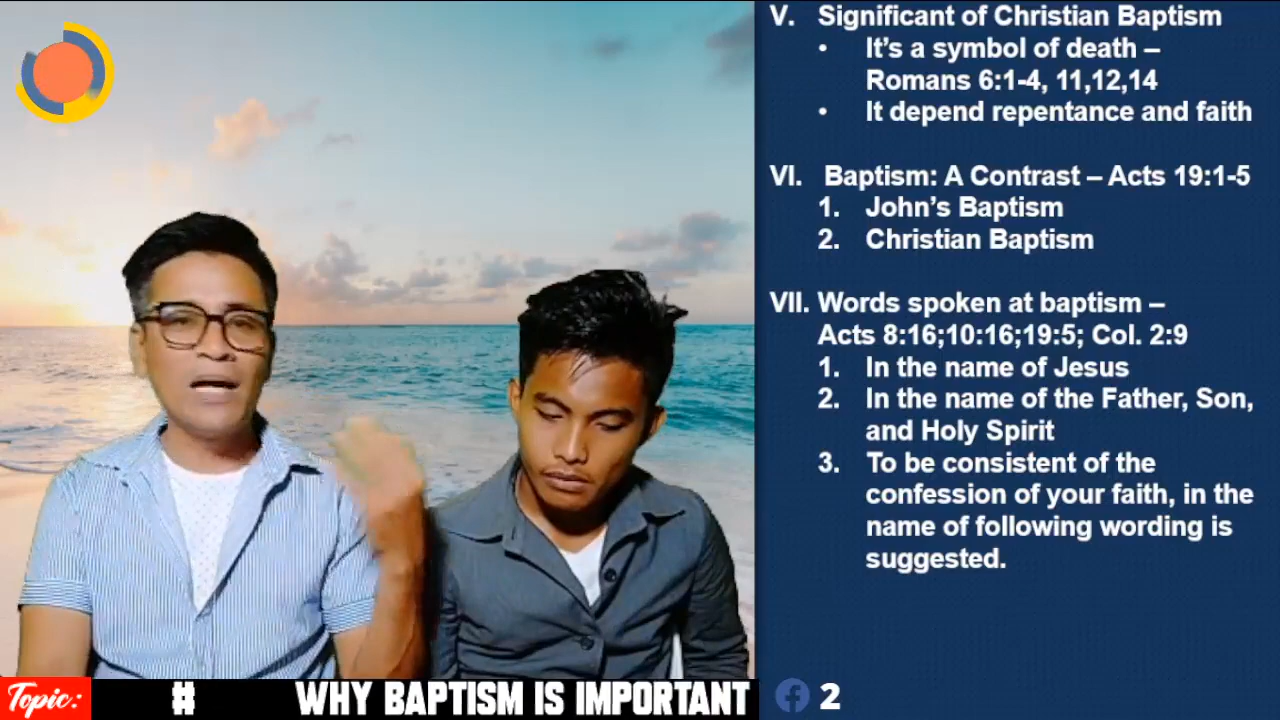 V. Significant of Christian Baptism
• It’s a symbol of death –
Romans 6:1-4, 11,12,14
• It depend repentance and faith
VI. Baptism: A Contrast – Acts 19:1-5
1. John’s Baptism
2. Christian Baptism
VII. Words spoken at baptism –
Acts 8:16;10:16;19:5; Col. 2:9
1. In the name of Jesus
2. In the name of the Father, Son,
and Holy Spirit
3. To be consistent of the
confession of your faith, in the
name of following wording is
suggested.
Topic: # WHY BAPTISM IS IMPORTANT
2